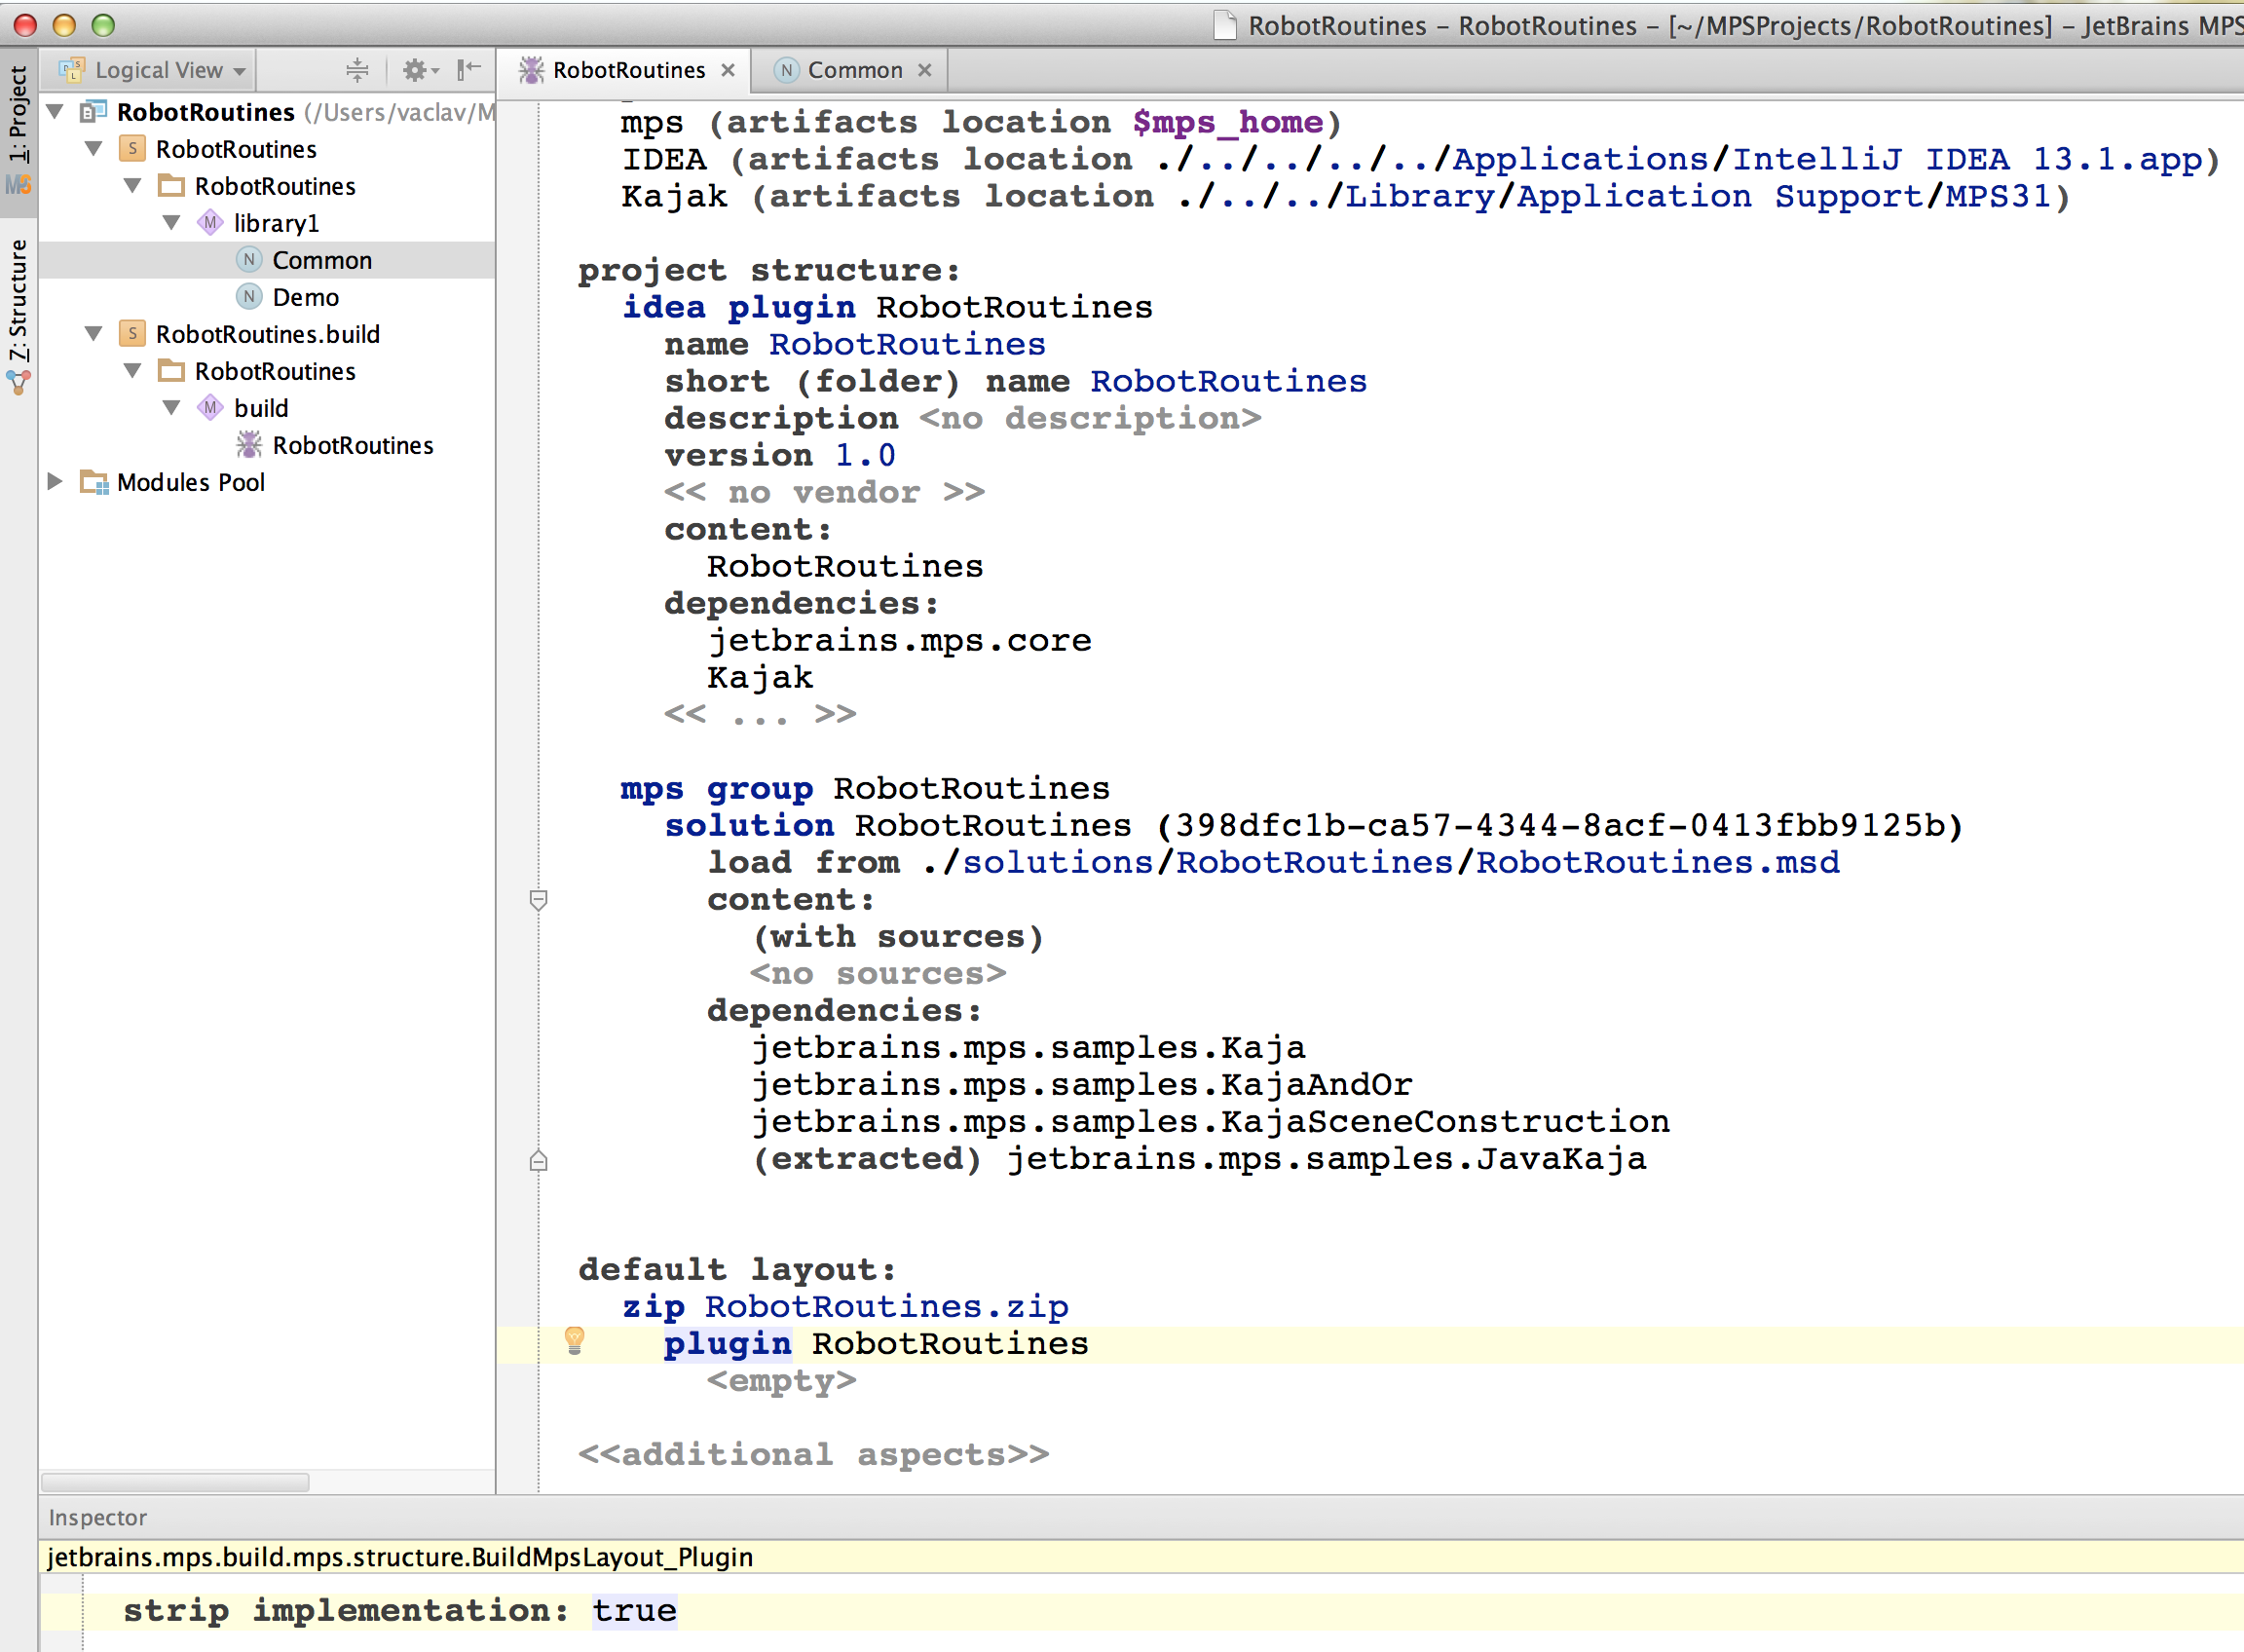 RobotRoutines – RobotRoutines – [~/MPSProjects/RobotRoutines] – JetBrains MPS
1: Project
7: Structure
Logical View
RobotRoutines
Common
RobotRoutines (/Users/vaclav/M
RobotRoutines
RobotRoutines
library1
Common
Demo
RobotRoutines.build
RobotRoutines
build
RobotRoutines
Modules Pool
mps (artifacts location $mps_home)
IDEA (artifacts location ./../../../../Applications/IntelliJ IDEA 13.1.app)
Kajak (artifacts location ./../../Library/Application Support/MPS31)
project structure:
idea plugin RobotRoutines
name RobotRoutines
short (folder) name RobotRoutines
description <no description>
version 1.0
<< no vendor >>
content:
RobotRoutines
dependencies:
jetbrains.mps.core
Kajak
<< ... >>
mps group RobotRoutines
solution RobotRoutines (398dfc1b-ca57-4344-8acf-0413fbb9125b)
load from ./solutions/RobotRoutines/RobotRoutines.msd
content:
(with sources)
<no sources>
dependencies:
jetbrains.mps.samples.Kaja
jetbrains.mps.samples.KajaAndOr
jetbrains.mps.samples.KajaSceneConstruction
(extracted) jetbrains.mps.samples.JavaKaja
default layout:
zip RobotRoutines.zip
plugin RobotRoutines
<empty>
<<additional aspects>>
Inspector
jetbrains.mps.build.mps.structure.BuildMpsLayout_Plugin
strip implementation: true